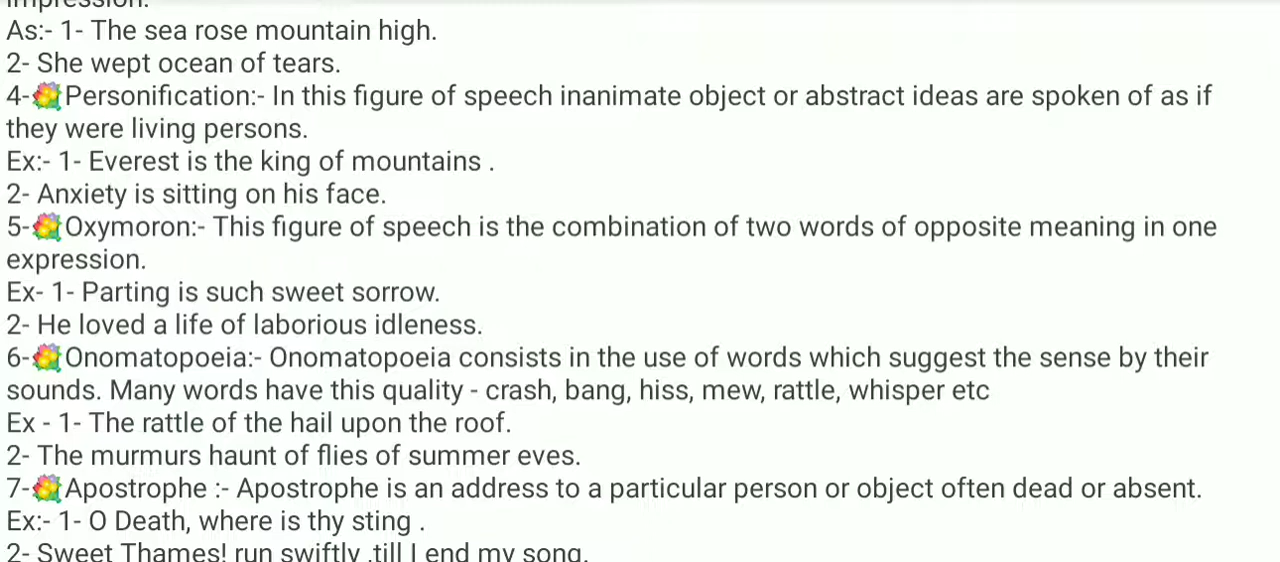 impression.
As:- 1- The sea rose mountain high.
2- She wept ocean of tears.
4-💐Personification:- In this figure of speech inanimate object or abstract ideas are spoken of as if
they were living persons.
Ex:- 1- Everest is the king of mountains .
2- Anxiety is sitting on his face.
5-💐Oxymoron:- This figure of speech is the combination of two words of opposite meaning in one
expression.
Ex- 1- Parting is such sweet sorrow.
2- He loved a life of laborious idleness.
6-💐Onomatopoeia:- Onomatopoeia consists in the use of words which suggest the sense by their
sounds. Many words have this quality - crash, bang, hiss, mew, rattle, whisper etc
Ex - 1- The rattle of the hail upon the roof.
2- The murmurs haunt of flies of summer eves.
7-💐Apostrophe :- Apostrophe is an address to a particular person or object often dead or absent.
Ex:- 1- O Death, where is thy sting .
2- Sweet Thames! run swiftly ,till I end my song.